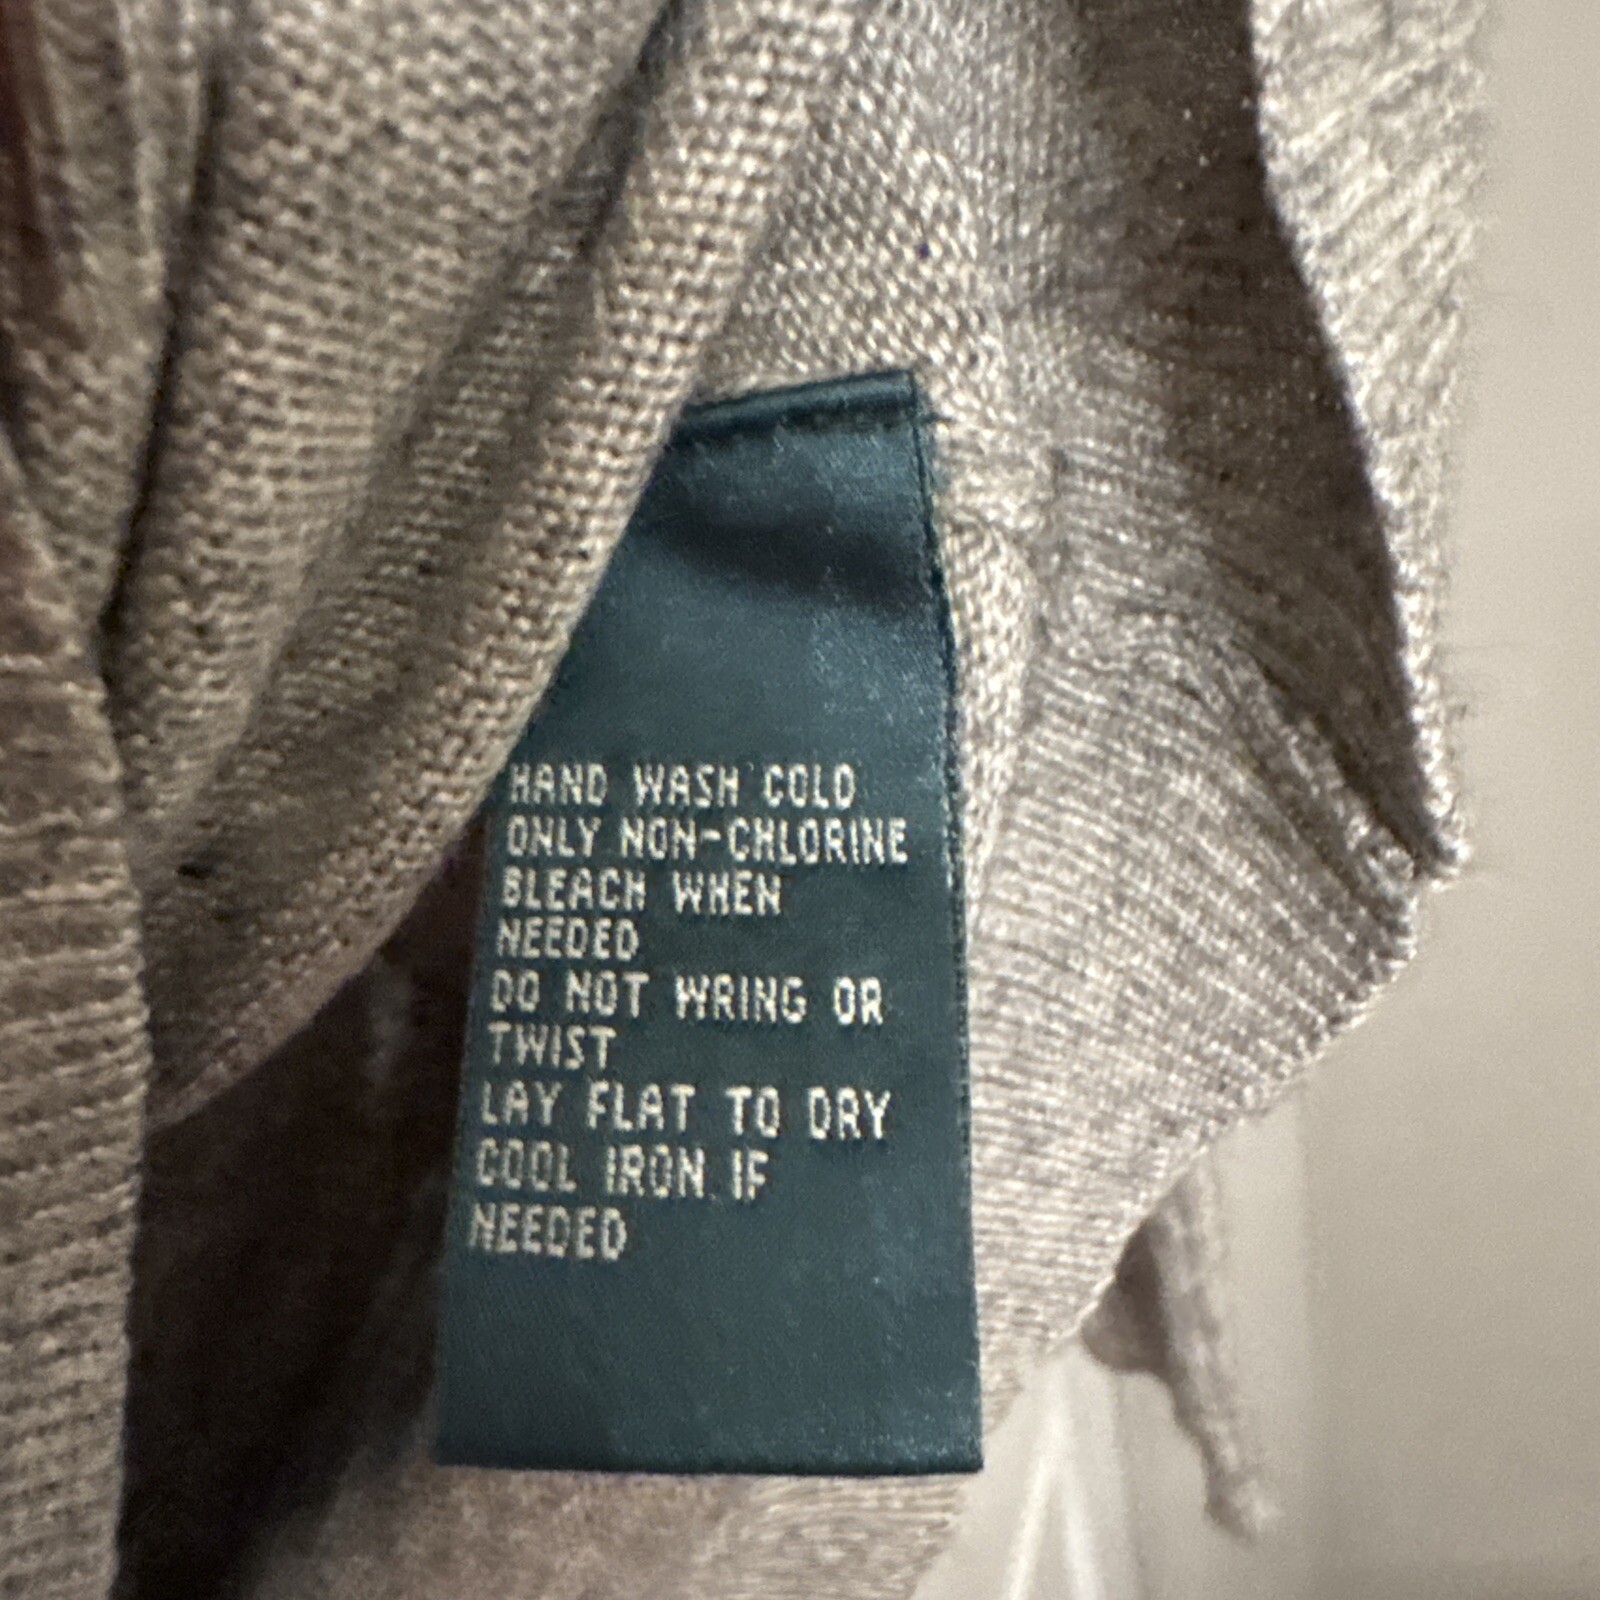 HAND WASH COLD
ONLY NON-CHLORINE
BLEACH WHEN
NEEDED
DO NOT WRING OR
TWIST
LAY FLAT TO DRY
COOL IRON IF
NEEDED